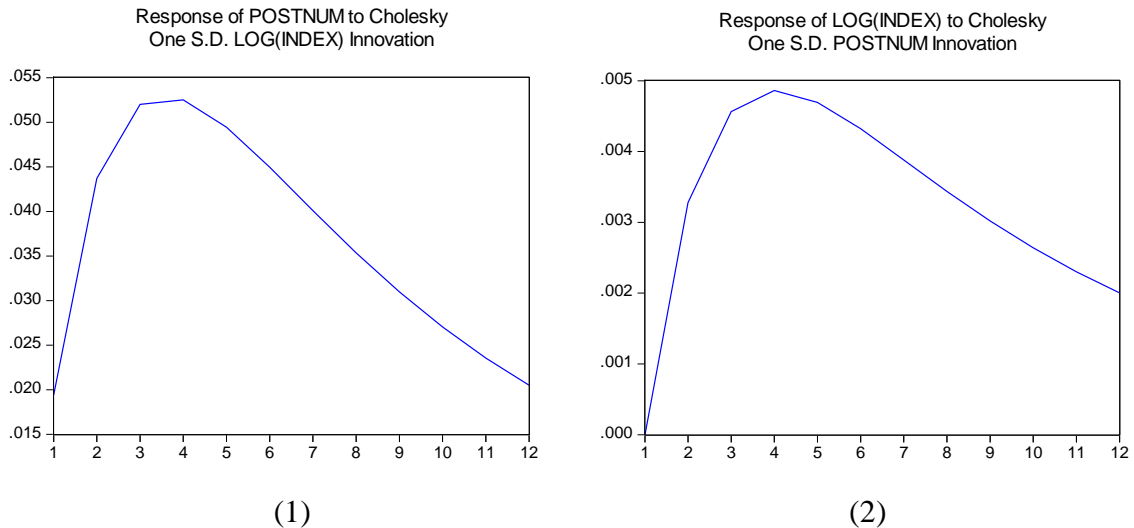 Response of POSTNUM to Cholesky
One S.D. LOG(INDEX) Innovation
.055
.050
.045
.040
.035
.030
.025
.020
.015
1 2 3 4 5 6 7 8 9 10 11 12
(1)
Response of LOG(INDEX) to Cholesky
One S.D. POSTNUM Innovation
.005
.004
.003
.002
.001
.000
1 2 3 4 5 6 7 8 9 10 11 12
(2)